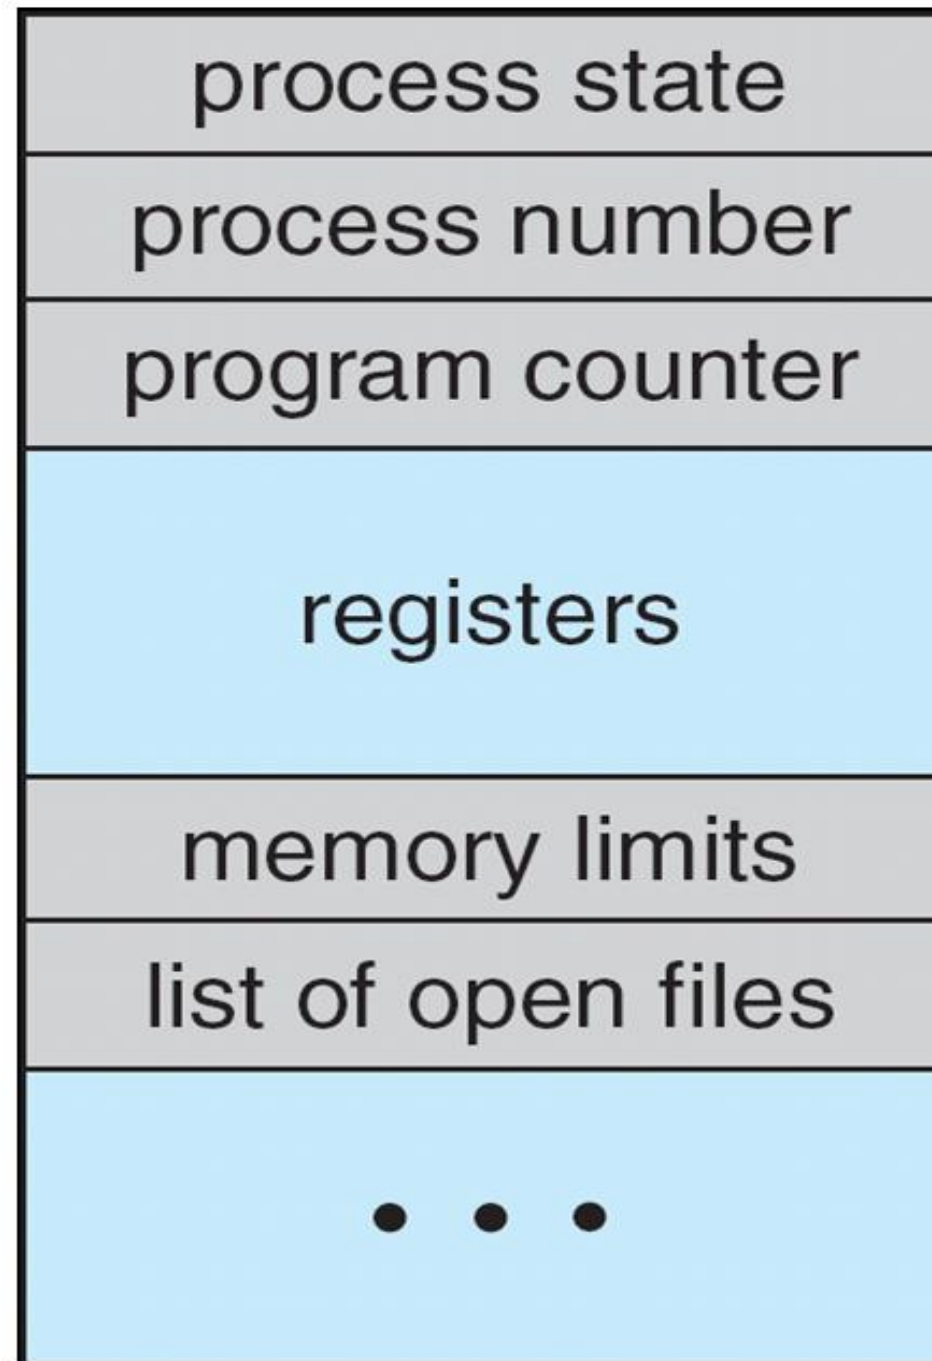 process state
process number
program counter
registers
memory limits
list of open files
• • •